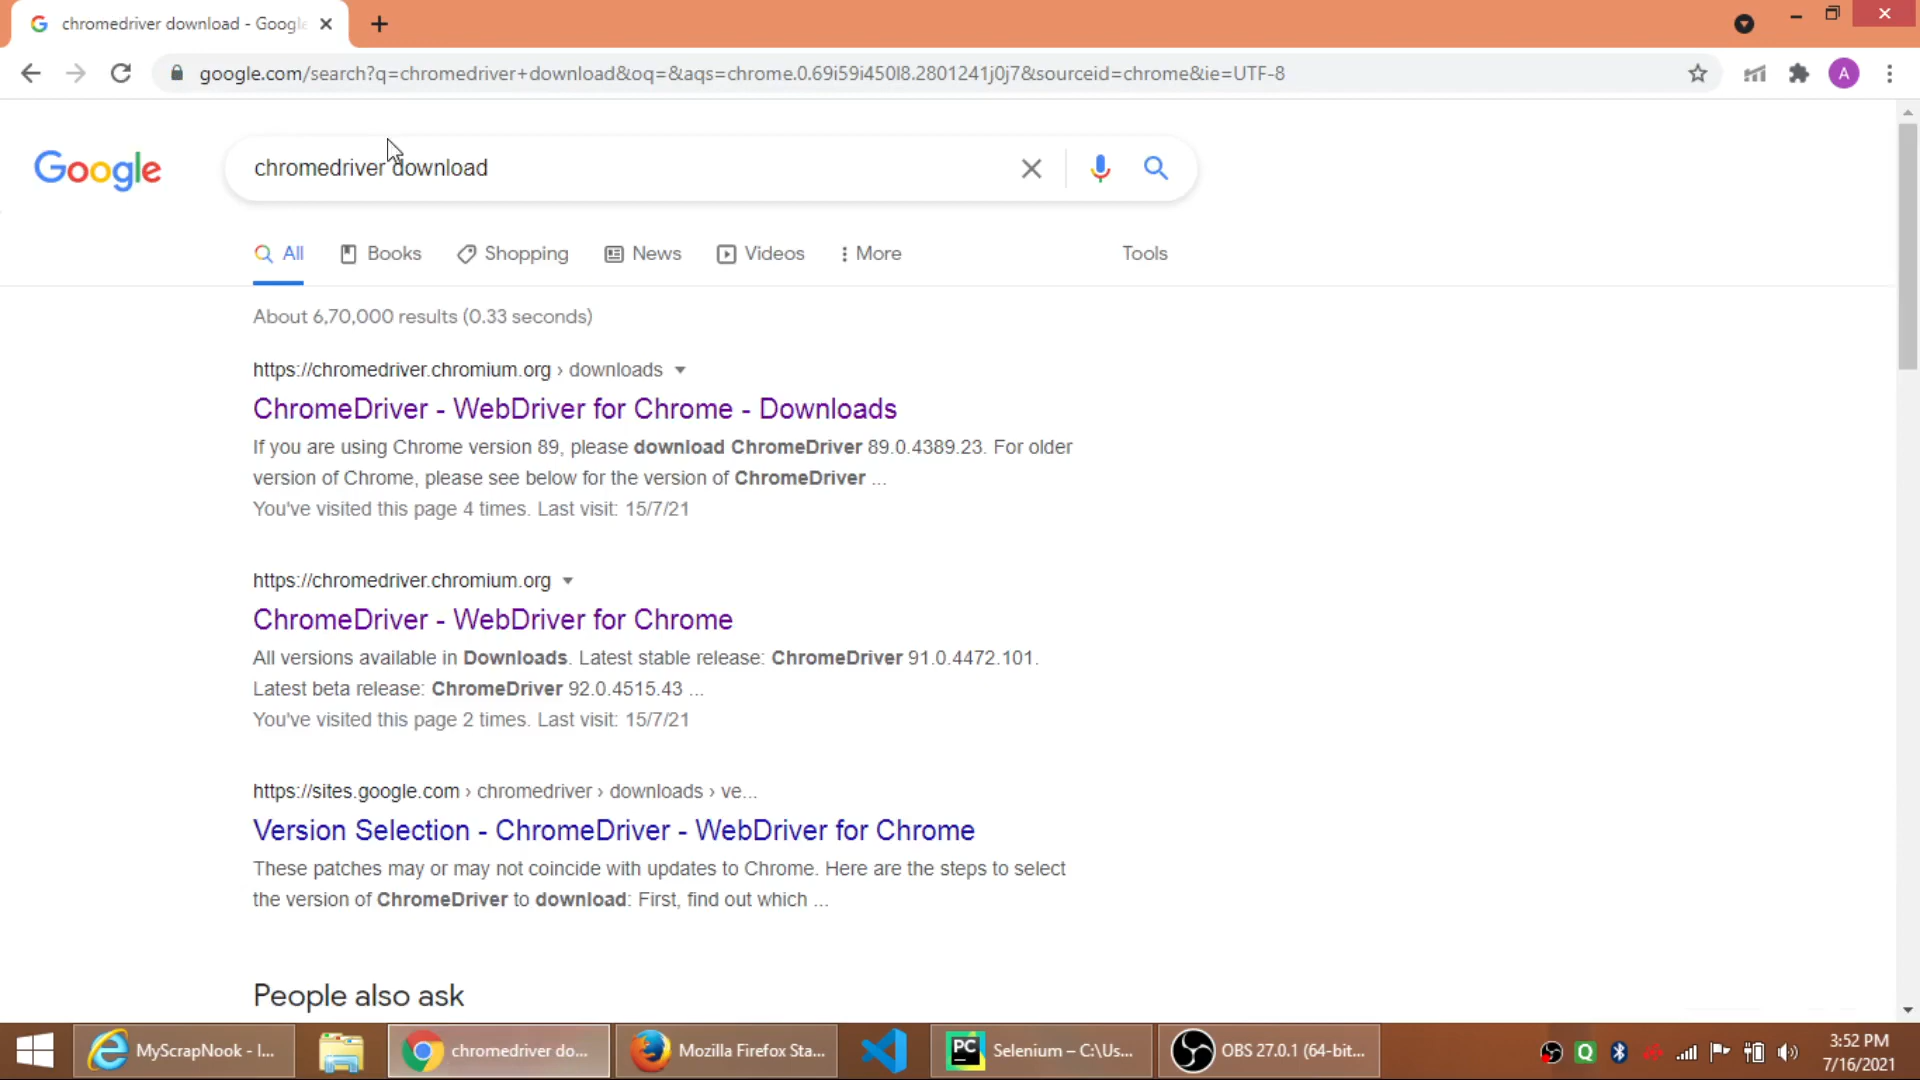 chromedriver download - Google
google.com/search?q=chromedriver+download&oq=&aqs=chrome.0.69i59i450l8.2801241j0j7&sourceid=chrome&ie=UTF-8
A
Google
chromedriver download
All
Books
Shopping
News
Videos
More
Tools
About 6,70,000 results (0.33 seconds)
https://chromedriver.chromium.org › downloads
ChromeDriver - WebDriver for Chrome - Downloads
If you are using Chrome version 89, please download ChromeDriver 89.0.4389.23. For older
version of Chrome, please see below for the version of ChromeDriver ...
You've visited this page 4 times. Last visit: 15/7/21
https://chromedriver.chromium.org
ChromeDriver - WebDriver for Chrome
All versions available in Downloads. Latest stable release: ChromeDriver 91.0.4472.101.
Latest beta release: ChromeDriver 92.0.4515.43 ...
You've visited this page 2 times. Last visit: 15/7/21
https://sites.google.com › chromedriver › downloads › ve...
Version Selection - ChromeDriver - WebDriver for Chrome
These patches may or may not coincide with updates to Chrome. Here are the steps to select
the version of ChromeDriver to download: First, find out which ...
People also ask
MyScrapNook - I...
chromedriver do...
Mozilla Firefox Sta...
PC
Selenium – C:\Us...
OBS 27.0.1 (64-bit...
Q
3:52 PM
7/16/2021